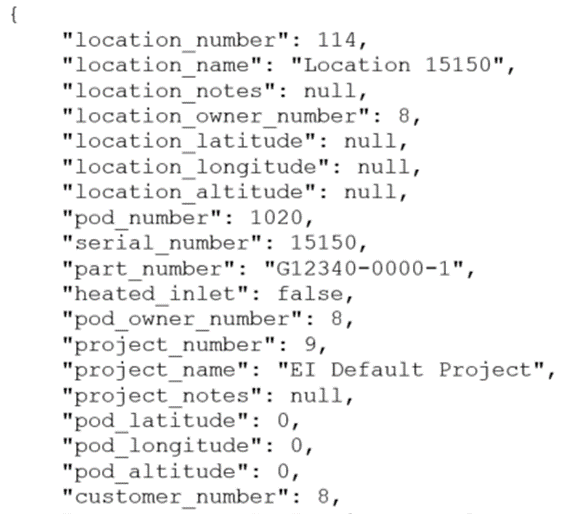 {
"location_number": 114,
"location_name": "Location 15150",
"location_notes": null,
"location_owner_number": 8,
"location_latitude": null,
"location_longitude": null,
"location_altitude": null,
"pod_number": 1020,
"serial_number": 15150,
"part_number": "G12340-0000-1",
"heated_inlet": false,
"pod_owner_number": 8,
"project_number": 9,
"project_name": "EI Default Project",
"project_notes": null,
"pod_latitude": 0,
"pod_longitude": 0,
"pod_altitude": 0,
"customer_number": 8,